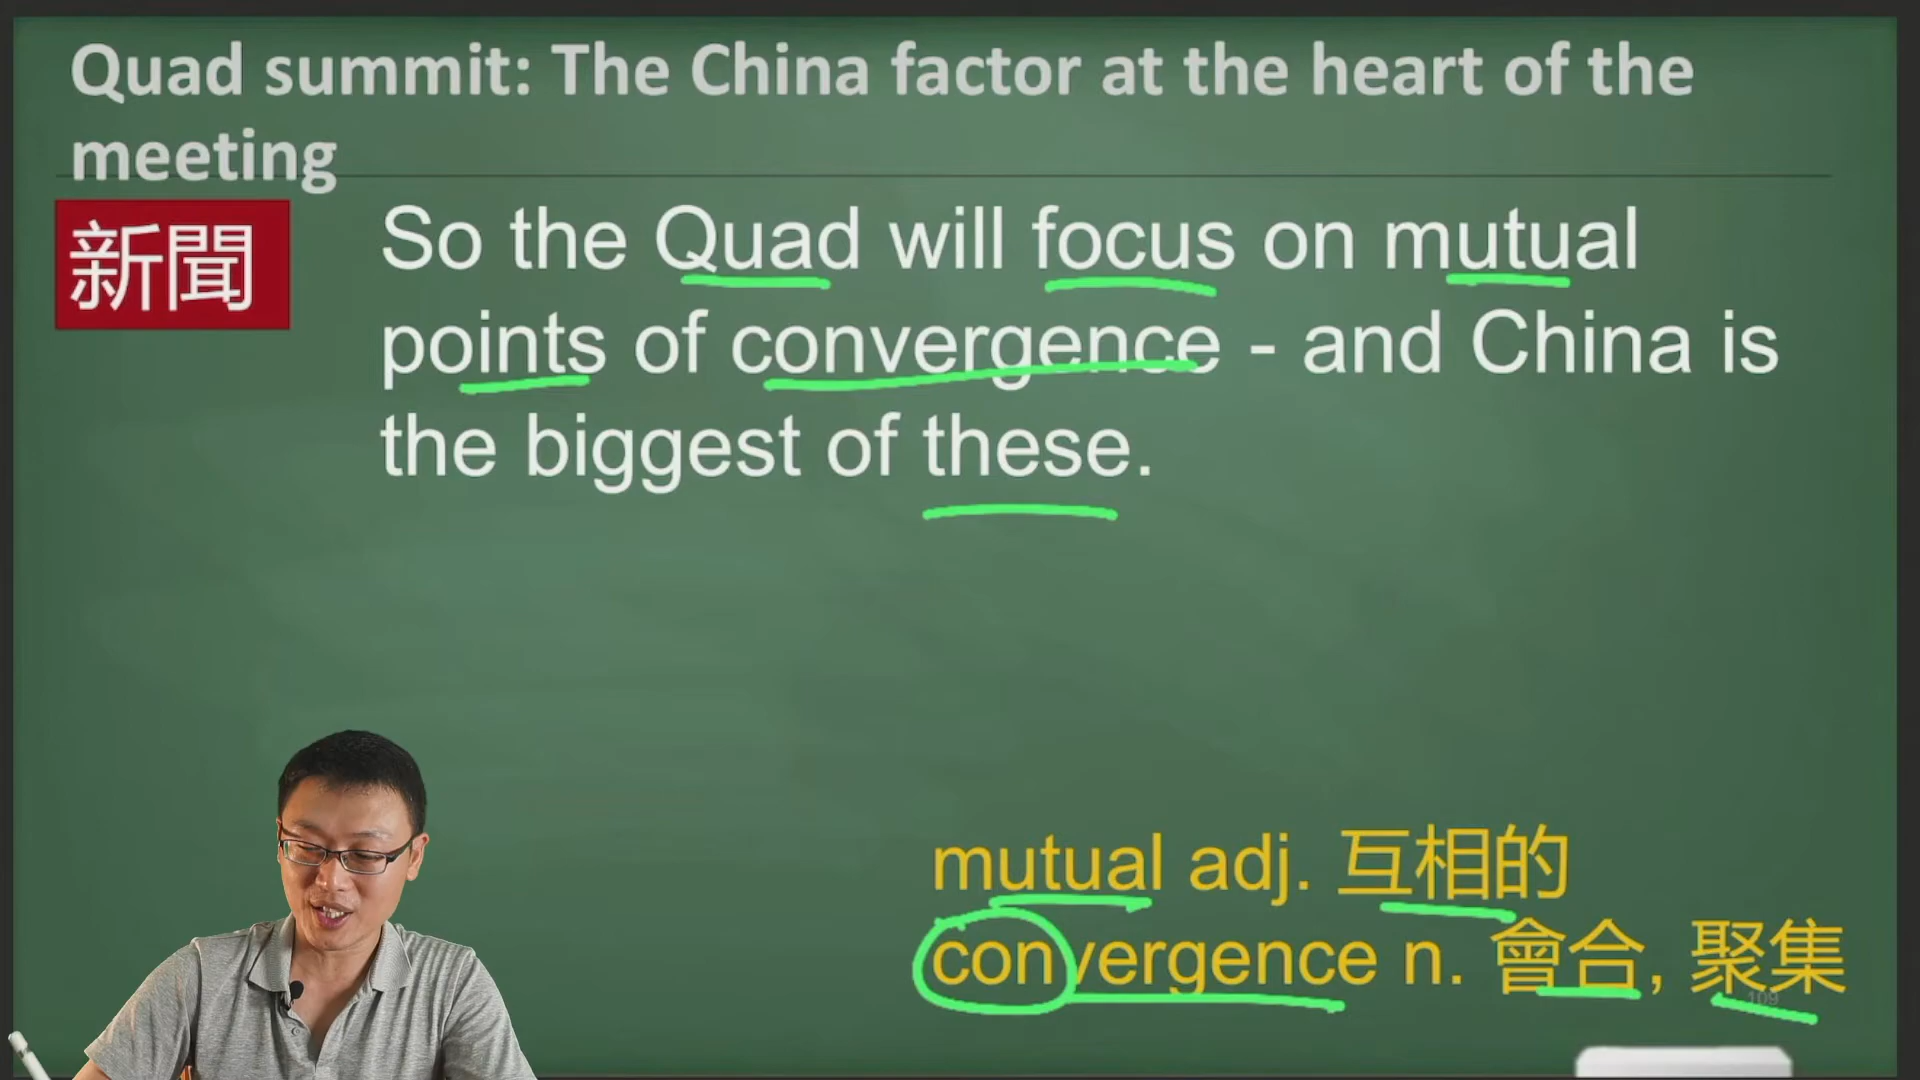 Quad summit: The China factor at the heart of the
meeting
新聞
So the Quad will focus on mutual
points of convergence - and China is
the biggest of these.
mutual adj. 互相的
convergence n. 會合, 聚集
109